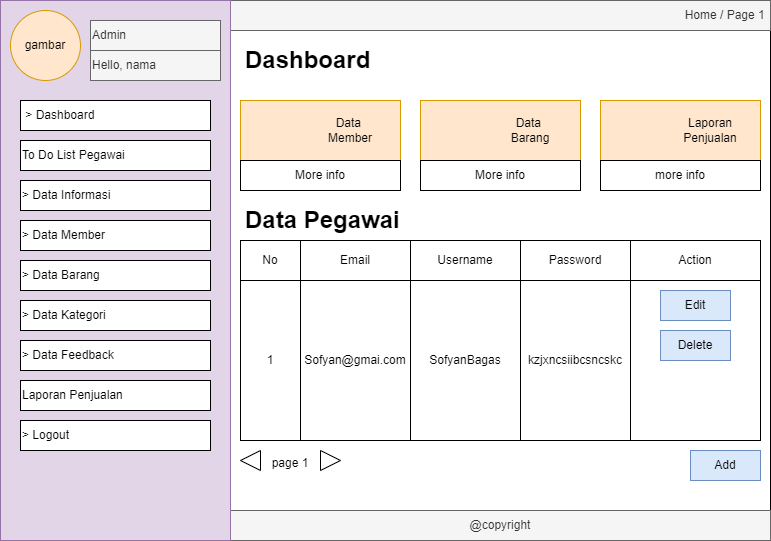 gambar
Admin
Hello, nama
> Dashboard
To Do List Pegawai
> Data Informasi
> Data Member
> Data Barang
> Data Kategori
> Data Feedback
Laporan Penjualan
> Logout
Home / Page 1
Dashboard
Data
Member
More info
Data
Barang
More info
Laporan
Penjualan
more info
Data Pegawai
No Email Username Password Action
1 Sofyan@gmai.com SofyanBagas kzjxncsiibcsncskc
Edit
Delete
page 1
Add
@copyright